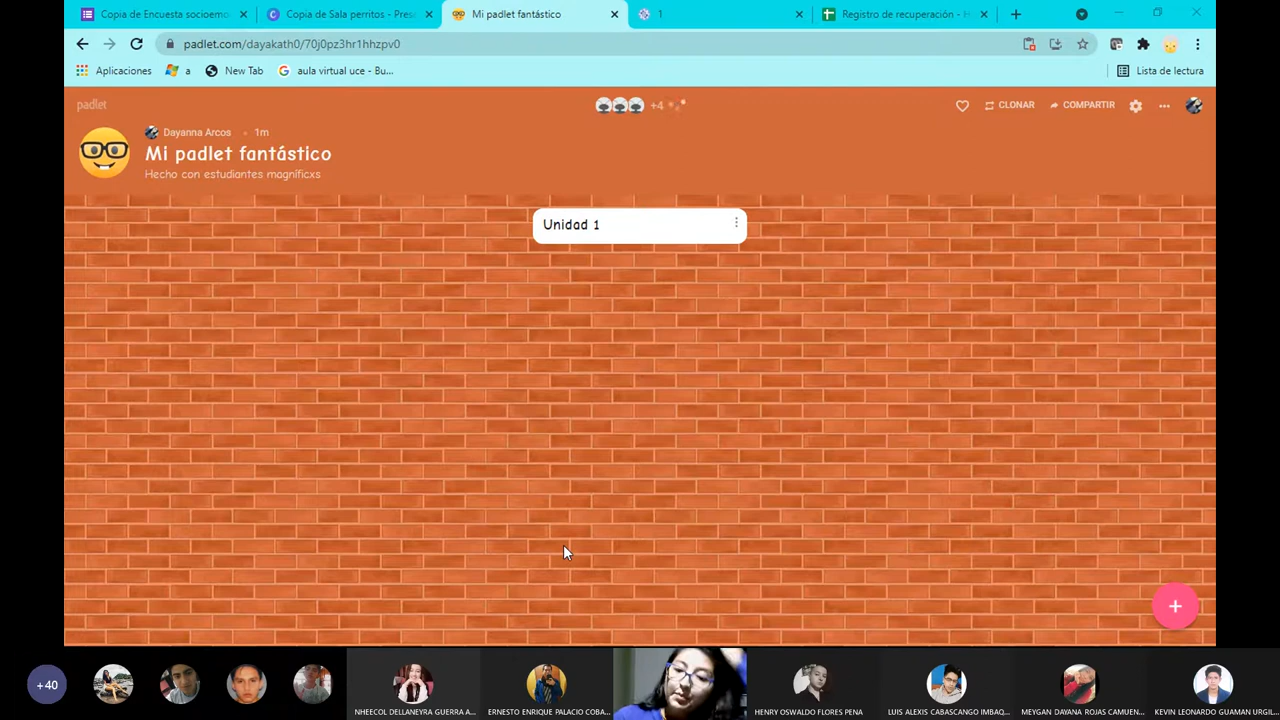 Copia de Encuesta socioemo
Copia de Sala perritos - Prese
Mi padlet fantástico
1
Registro de recuperación - H
padlet.com/dayakath0/70j0pz3hr1hhzpv0
Aplicaciones
a
New Tab
aula virtual uce - Bu...
Lista de lectura
padlet
+4
CLONAR
COMPARTIR
Dayanna Arcos
1m
Mi padlet fantástico
Hecho con estudiantes magníficxs
Unidad 1
+40
NHEECOL DELLANEYRA GUERRA A...
ERNESTO ENRIQUE PALACIO COBA...
HENRY OSWALDO FLORES PENA
LUIS ALEXIS CABASCANGO IMBAQ...
MEYGAN DAYANA ROJAS CAMUEN...
KEVIN LEONARDO GUAMAN URGIL...